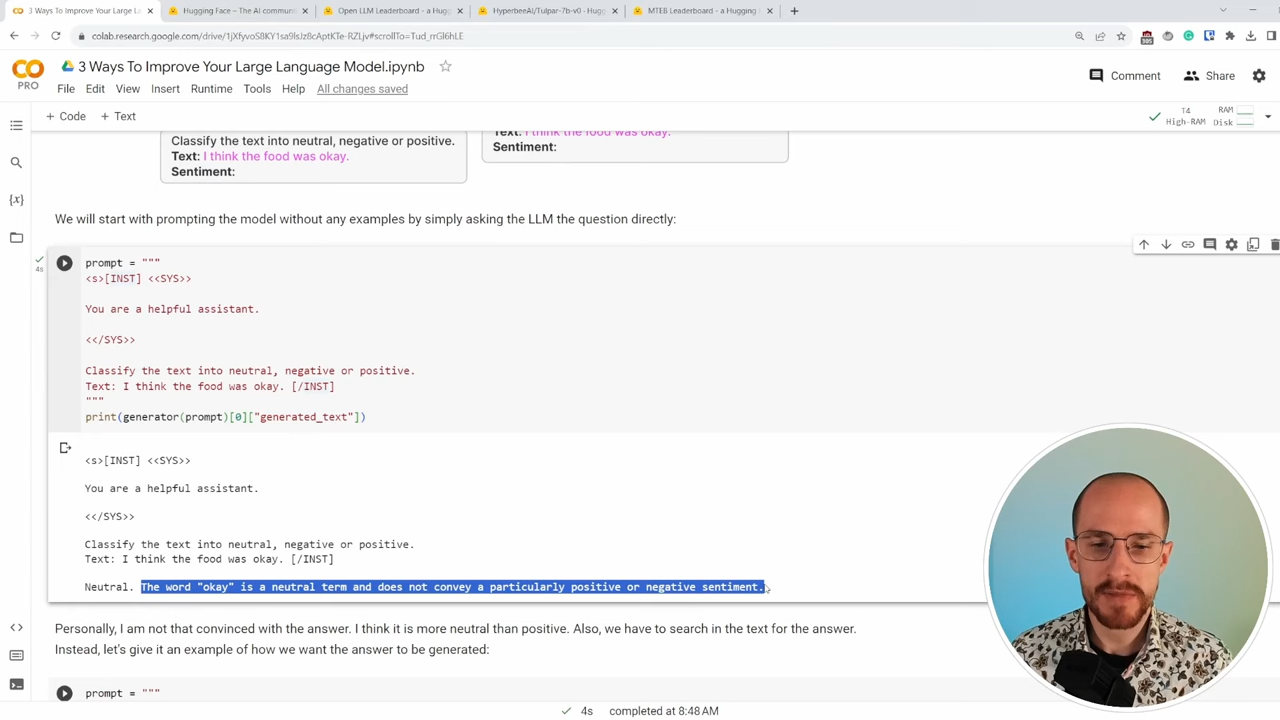 3 Ways To Improve Your Large La
Hugging Face – The AI communi
Open LLM Leaderboard - a Hugg
HyperbeeAI/Tulpar-7b-v0 · Hugg
MTEB Leaderboard - a Hugging F
colab.research.google.com/drive/1jXfyvoS8KY1sa9lsJz8cAptKTe-RZLjv#scrollTo=Tud_rrGl6hLE
CO
PRO
3 Ways To Improve Your Large Language Model.ipynb
Comment
Share
File Edit View Insert Runtime Tools Help All changes saved
+ Code + Text
T4
High-RAM
RAM
Disk
Classify the text into neutral, negative or positive.
Text: I think the food was okay.
Sentiment:
Text: I think the food was okay.
Sentiment:
We will start with prompting the model without any examples by simply asking the LLM the question directly:
4s
prompt = """
<s>[INST] <<SYS>>
You are a helpful assistant.
<</SYS>>
Classify the text into neutral, negative or positive.
Text: I think the food was okay. [/INST]
"""
print(generator(prompt)[0]["generated_text"])
<s>[INST] <<SYS>>
You are a helpful assistant.
<</SYS>>
Classify the text into neutral, negative or positive.
Text: I think the food was okay. [/INST]
Neutral. The word "okay" is a neutral term and does not convey a particularly positive or negative sentiment.
Personally, I am not that convinced with the answer. I think it is more neutral than positive. Also, we have to search in the text for the answer.
Instead, let's give it an example of how we want the answer to be generated:
prompt = """
4s completed at 8:48 AM